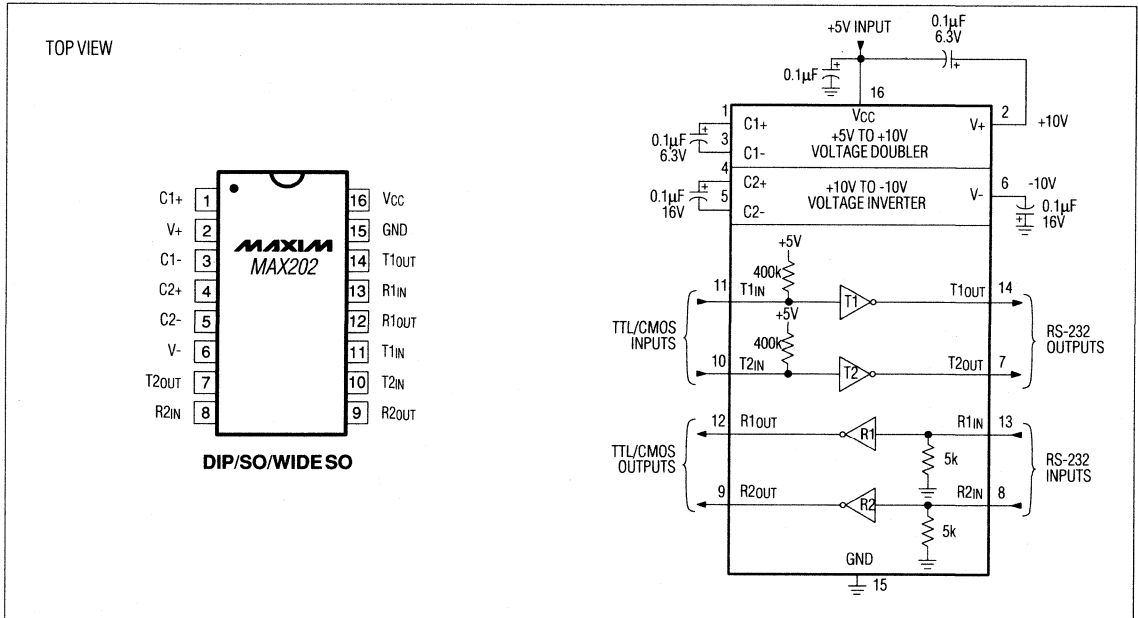 TOP VIEW
C1+ 1
V+ 2
C1- 3
C2+ 4
C2- 5
V- 6
T2OUT 7
R2IN 8
MAXIM
MAX202
16 VCC
15 GND
14 T1OUT
13 R1IN
12 R1OUT
11 T1IN
10 T2IN
9 R2OUT
DIP/SO/WIDE SO
+5V INPUT
0.1µF
6.3V
+
0.1µF
+
16
VCC
1
C1+
+5V TO +10V
VOLTAGE DOUBLER
V+
2
+10V
0.1µF
6.3V
+
3
C1-
4
C2+
+10V TO -10V
VOLTAGE INVERTER
V-
6
-10V
0.1µF
16V
+
5
C2-
0.1µF
16V
+
+5V
400k
11
T1IN
T1
T1OUT
14
+5V
400k
10
T2IN
T2
T2OUT
7
TTL/CMOS
INPUTS
RS-232
OUTPUTS
12
R1OUT
R1
R1IN
13
5k
9
R2OUT
R2
R2IN
8
5k
TTL/CMOS
OUTPUTS
RS-232
INPUTS
GND
15